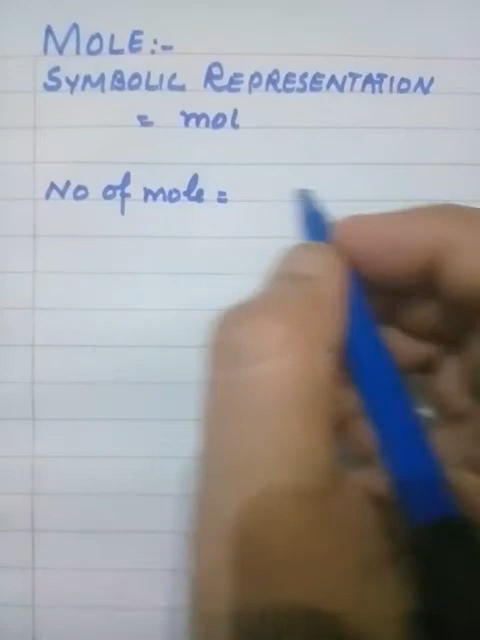 MOLE:-
SYMBOLIC REPRESENTATION
= mol
No of mole =